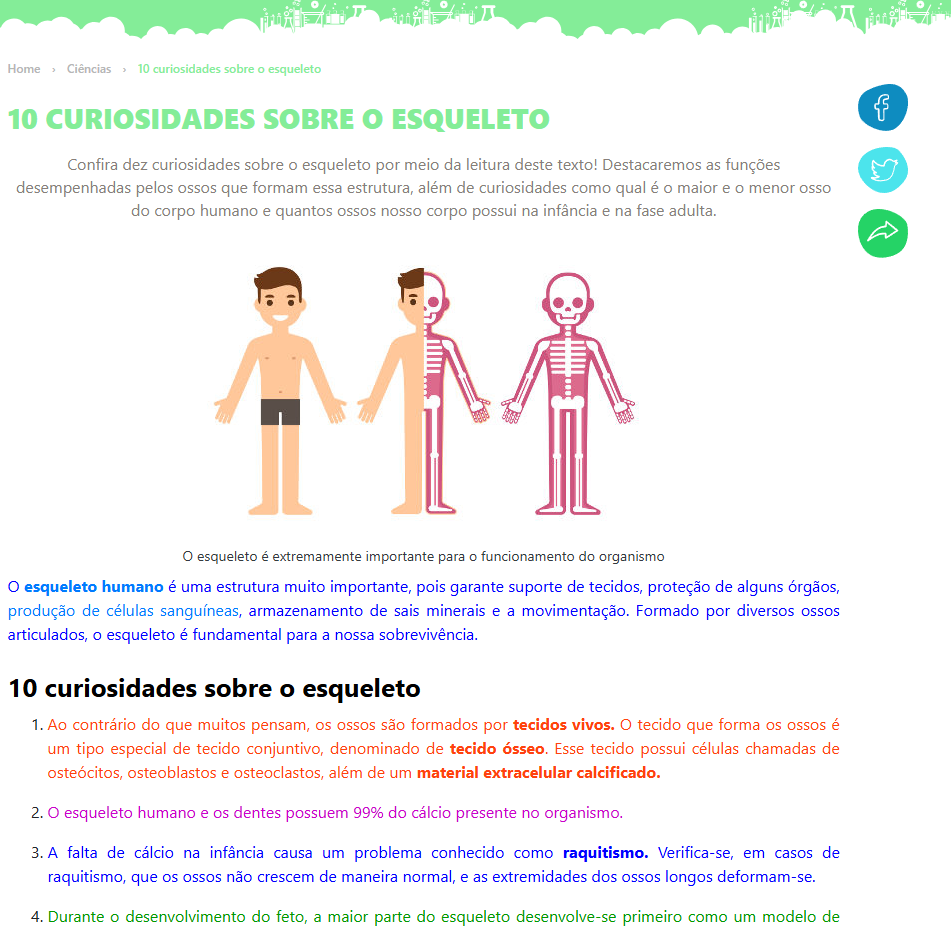 Home › Ciências › 10 curiosidades sobre o esqueleto
10 CURIOSIDADES SOBRE O ESQUELETO
Confira dez curiosidades sobre o esqueleto por meio da leitura deste texto! Destacaremos as funções
desempenhadas pelos ossos que formam essa estrutura, além de curiosidades como qual é o maior e o menor osso
do corpo humano e quantos ossos nosso corpo possui na infância e na fase adulta.
O esqueleto é extremamente importante para o funcionamento do organismo
O esqueleto humano é uma estrutura muito importante, pois garante suporte de tecidos, proteção de alguns órgãos,
produção de células sanguíneas, armazenamento de sais minerais e a movimentação. Formado por diversos ossos
articulados, o esqueleto é fundamental para a nossa sobrevivência.
10 curiosidades sobre o esqueleto
1. Ao contrário do que muitos pensam, os ossos são formados por tecidos vivos. O tecido que forma os ossos é
um tipo especial de tecido conjuntivo, denominado de tecido ósseo. Esse tecido possui células chamadas de
osteócitos, osteoblastos e osteoclastos, além de um material extracelular calcificado.
2. O esqueleto humano e os dentes possuem 99% do cálcio presente no organismo.
3. A falta de cálcio na infância causa um problema conhecido como raquitismo. Verifica-se, em casos de
raquitismo, que os ossos não crescem de maneira normal, e as extremidades dos ossos longos deformam-se.
4. Durante o desenvolvimento do feto, a maior parte do esqueleto desenvolve-se primeiro como um modelo de